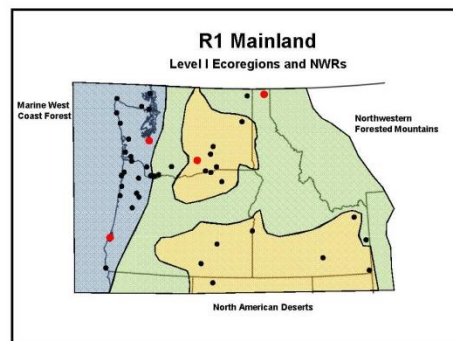 R1 Mainland
Level I Ecoregions and NWRs
Marine West
Coast Forest
Northwestern
Forested Mountains
North American Deserts